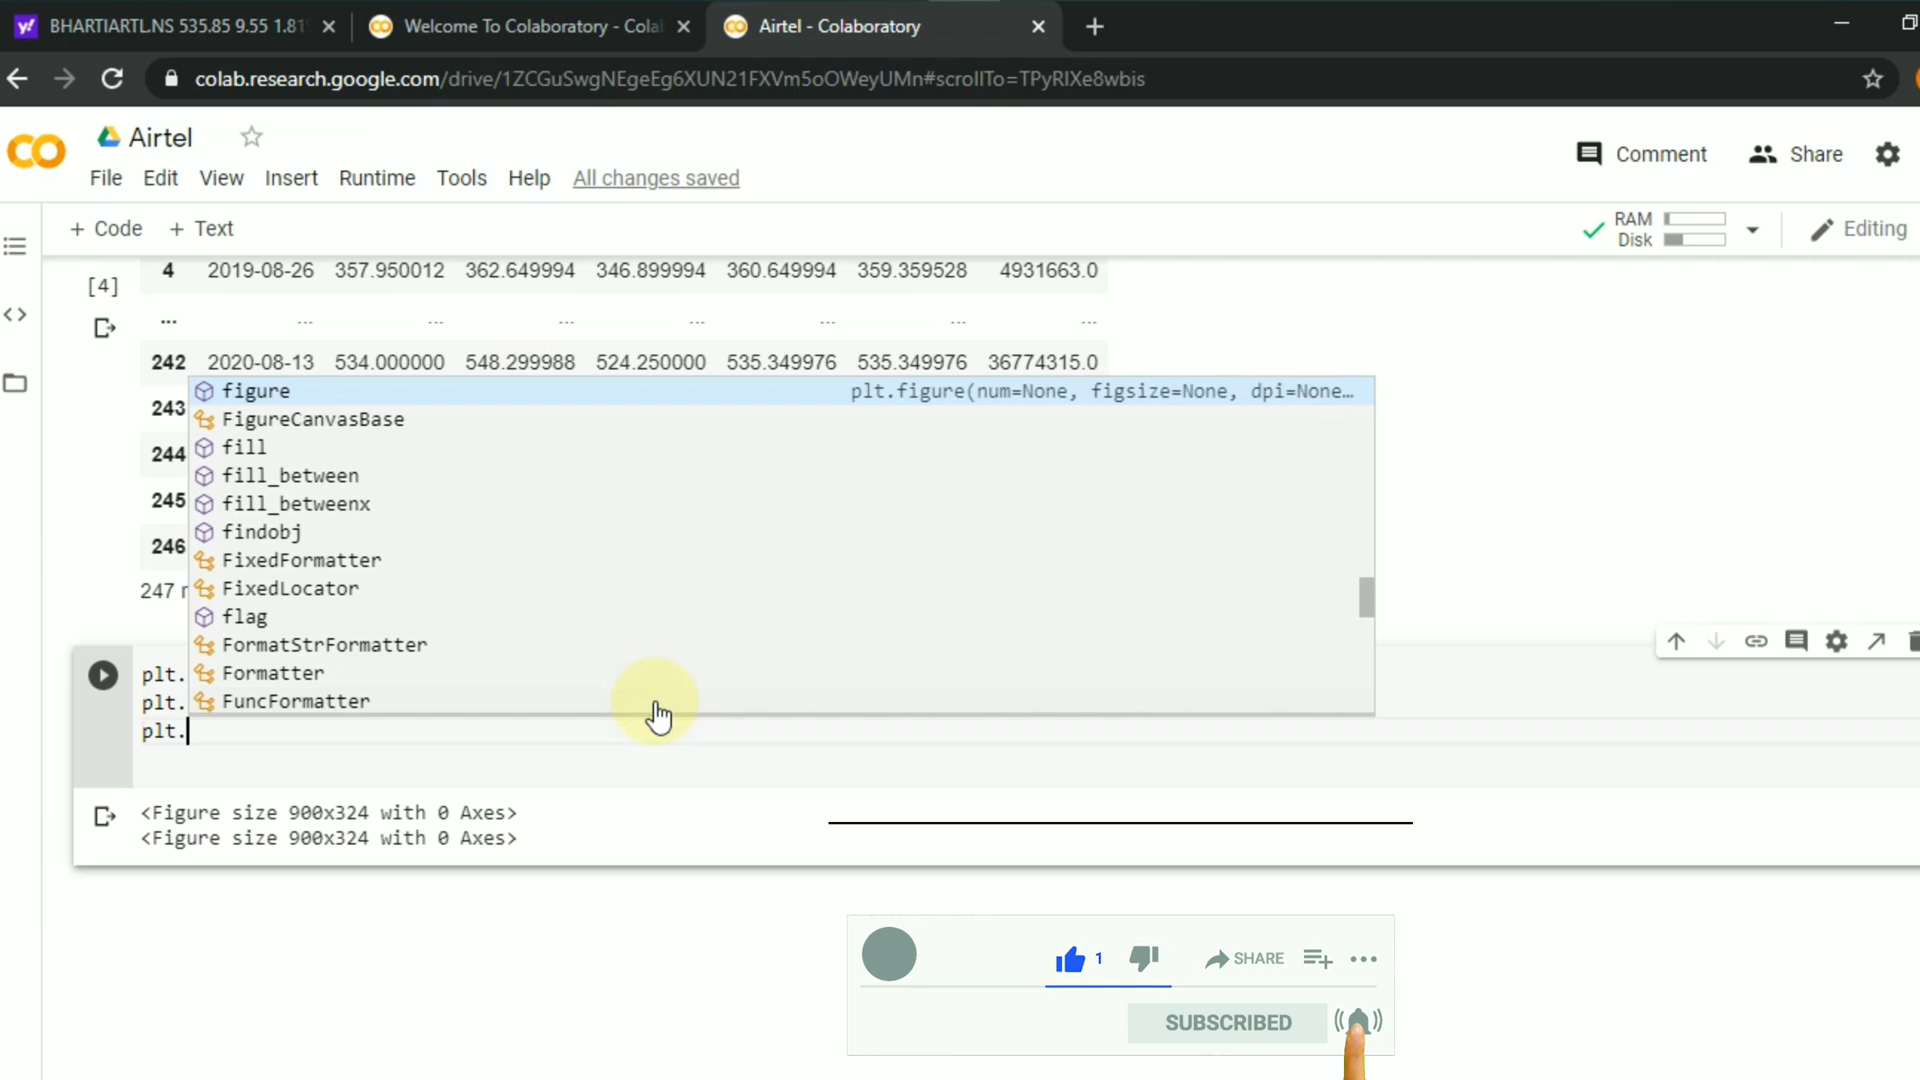 BHARTIARTL.NS 535.85 9.55 1.81
Welcome To Colaboratory - Cola
Airtel - Colaboratory
colab.research.google.com/drive/1ZCGuSwgNEgeEg6XUN21FXVm5oOWeyUMn#scrollTo=TPyRIXe8wbis
Airtel
Comment Share
File Edit View Insert Runtime Tools Help All changes saved
+ Code + Text
RAM
Disk
Editing
[4]
4 2019-08-26 357.950012 362.649994 346.899994 360.649994 359.359528 4931663.0
... ... ... ... ... ... ... ...
242 2020-08-13 534.000000 548.299988 524.250000 535.349976 535.349976 36774315.0
243
244
245
246
247 r
figure plt.figure(num=None, figsize=None, dpi=None…
FigureCanvasBase
fill
fill_between
fill_betweenx
findobj
FixedFormatter
FixedLocator
flag
FormatStrFormatter
Formatter
FuncFormatter
plt.
plt.
plt.
<Figure size 900x324 with 0 Axes>
<Figure size 900x324 with 0 Axes>
1 SHARE
SUBSCRIBED